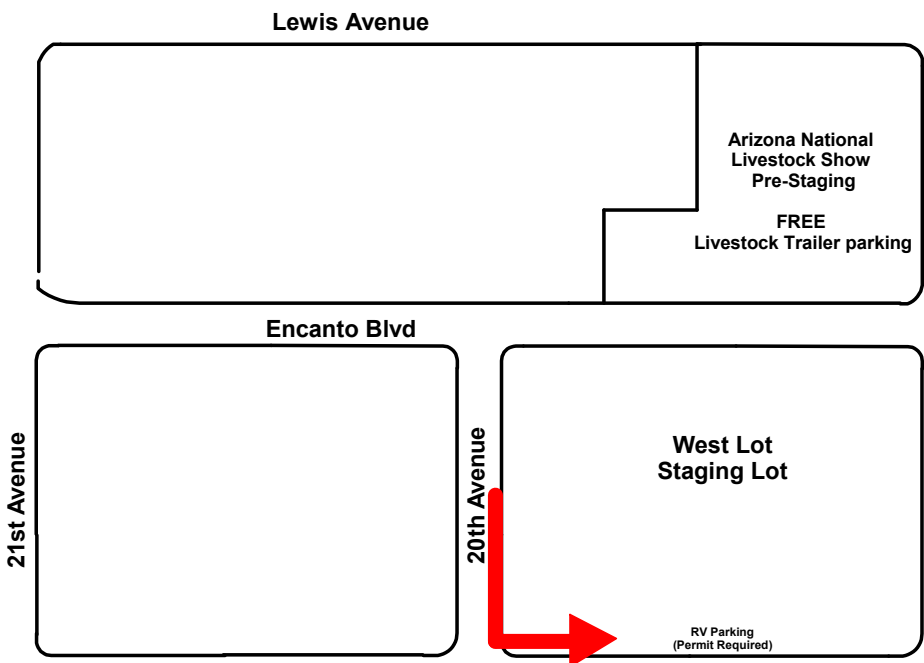 Lewis Avenue
Arizona National
Livestock Show
Pre-Staging
FREE
Livestock Trailer parking
Encanto Blvd
21st Avenue
20th Avenue
West Lot
Staging Lot
RV Parking
(Permit Required)